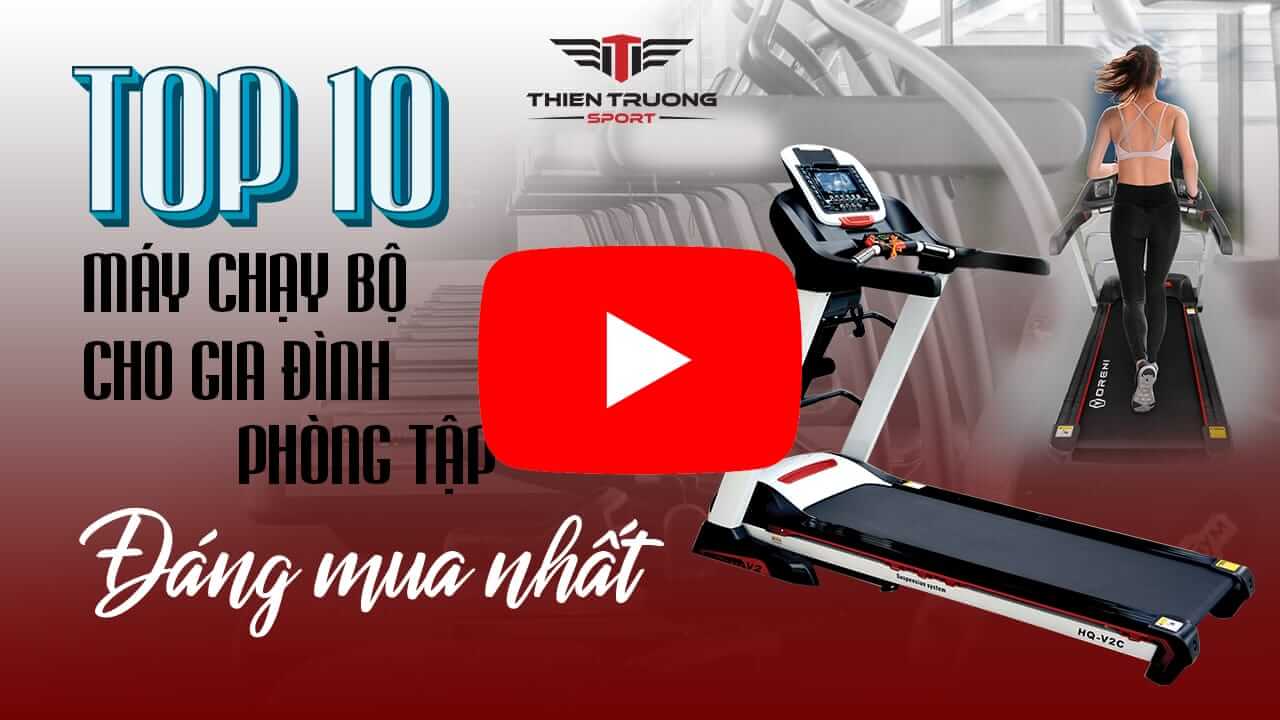 TOP 10
MÁY CHẠY BỘ
CHO GIA ĐÌNH
PHÒNG TẬP
Đáng mua nhất
THIEN TRUONG
SPORT
ORENI
Suspension system
HQ-V2C